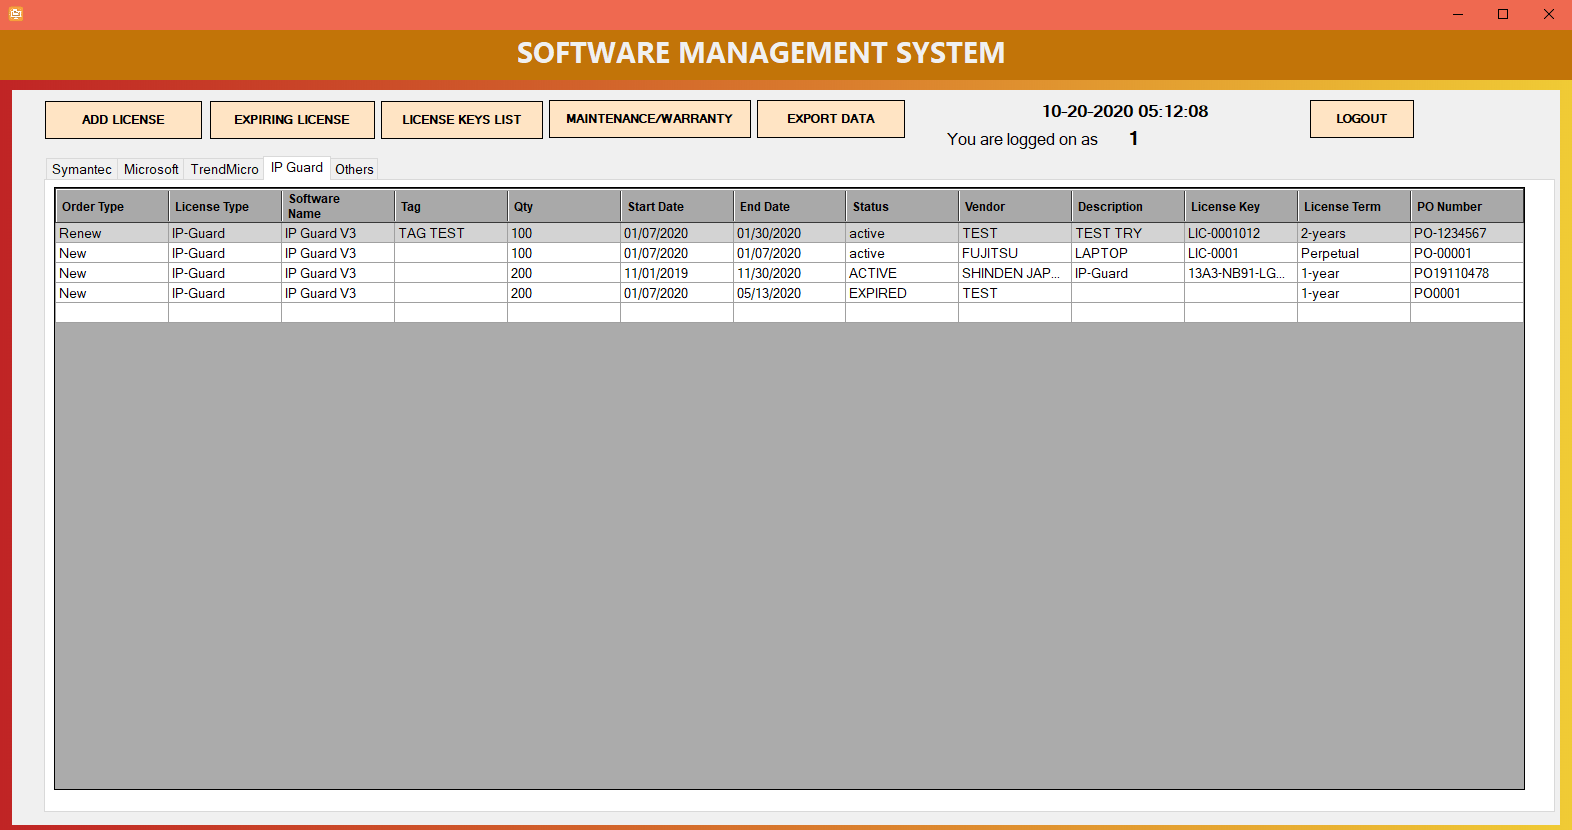 SOFTWARE MANAGEMENT SYSTEM
ADD LICENSE EXPIRING LICENSE LICENSE KEYS LIST MAINTENANCE/WARRANTY EXPORT DATA 10-20-2020 05:12:08 LOGOUT
You are logged on as 1
Symantec Microsoft TrendMicro IP Guard Others
Order Type License Type Software Name Tag Qty Start Date End Date Status Vendor Description License Key License Term PO Number
Renew IP-Guard IP Guard V3 TAG TEST 100 01/07/2020 01/30/2020 active TEST TEST TRY LIC-0001012 2-years PO-1234567
New IP-Guard IP Guard V3 100 01/07/2020 01/07/2020 active FUJITSU LAPTOP LIC-0001 Perpetual PO-00001
New IP-Guard IP Guard V3 200 11/01/2019 11/30/2020 ACTIVE SHINDEN JAP... IP-Guard 13A3-NB91-LG... 1-year PO19110478
New IP-Guard IP Guard V3 200 01/07/2020 05/13/2020 EXPIRED TEST 1-year PO0001